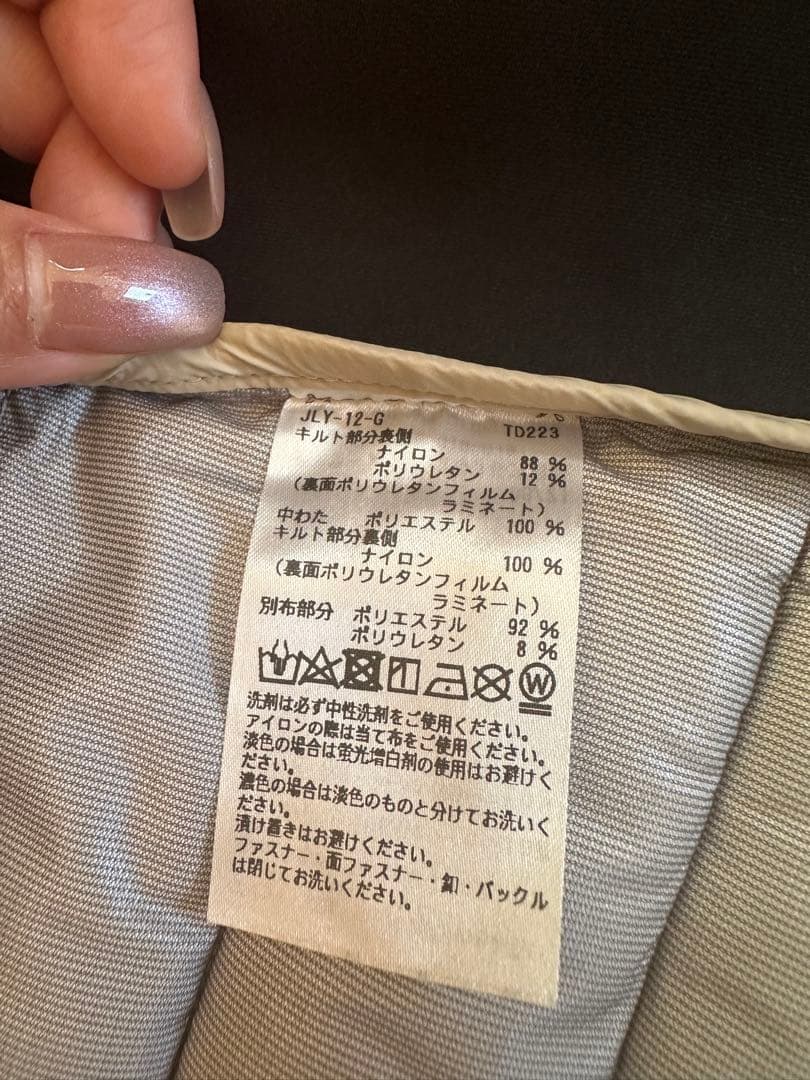 JLY-12-G
TD223
キルト部分裏側
ナイロン 88 %
ポリウレタン 12 %
(裏面ポリウレタンフィルム
ラミネート)
中わた ポリエステル 100 %
キルト部分裏側
ナイロン 100 %
(裏面ポリウレタンフィルム
ラミネート)
別布部分 ポリエステル 92 %
ポリウレタン 8 %
W
洗剤は必ず中性洗剤をご使用ください。
アイロンの際は当て布をご使用ください。
淡色の場合は蛍光増白剤の使用はお避けく
ださい。
濃色の場合は淡色のものと分けてお洗いく
ださい。
漬け置きはお避けください。
ファスナー・面ファスナー・釦・バックル
は閉じてお洗いください。